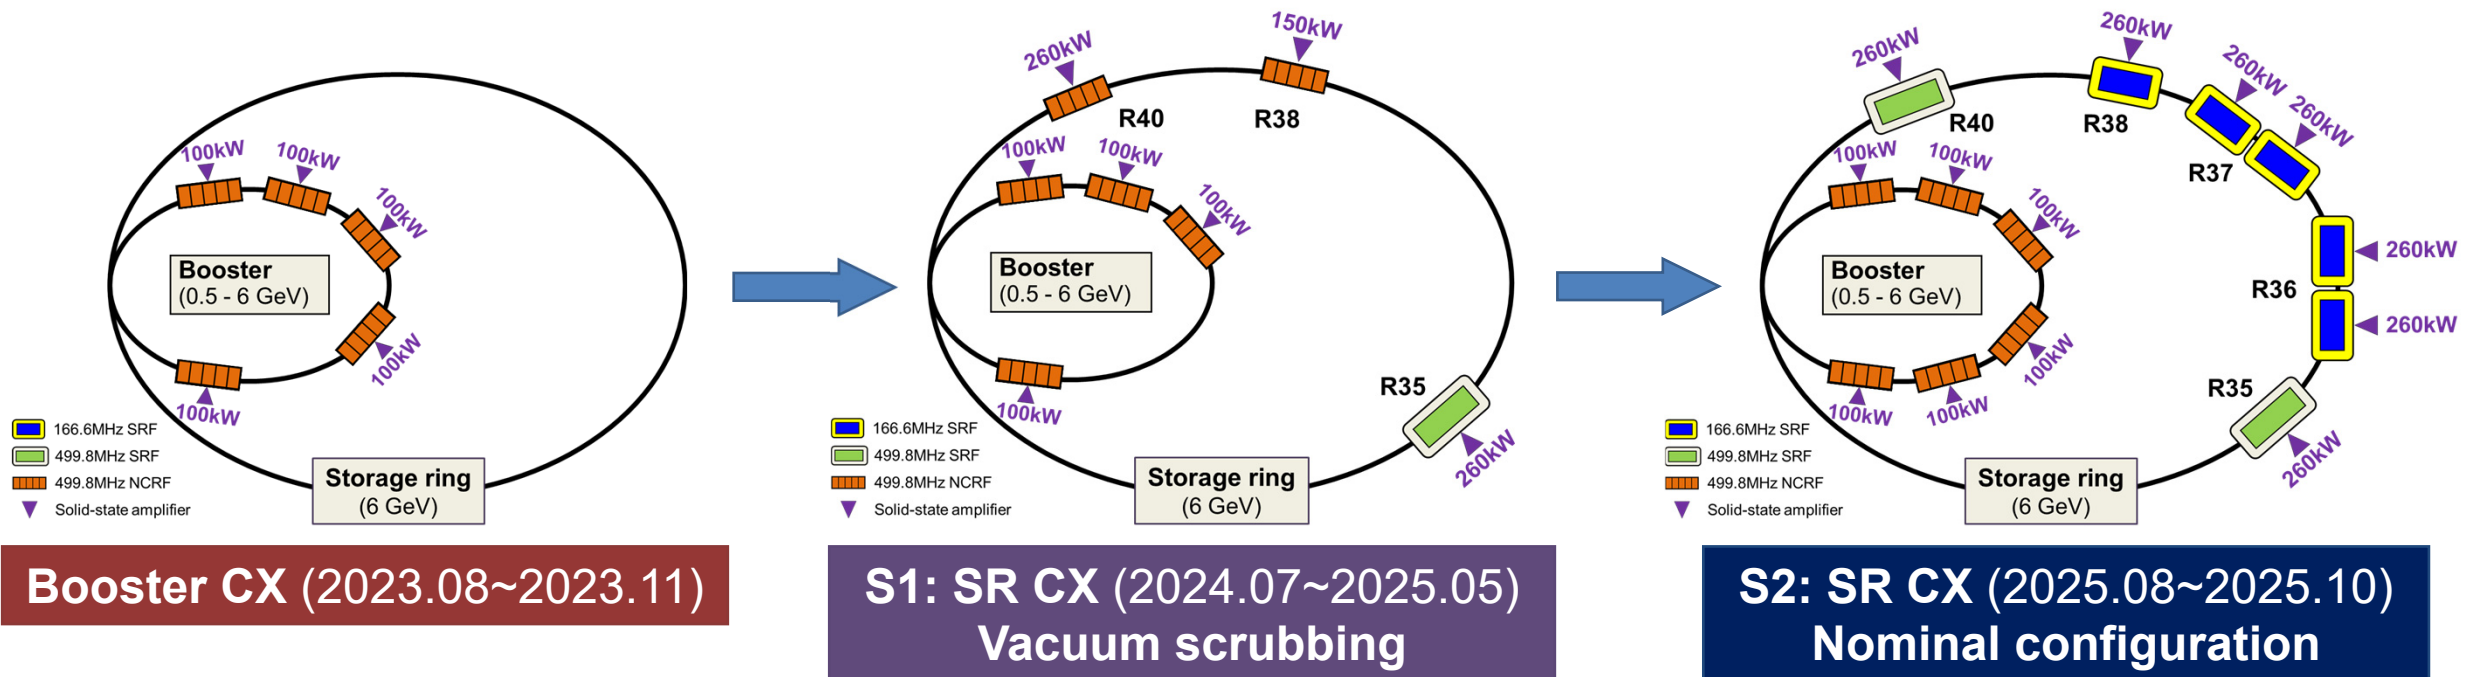 100kW
100kW
100kW
Booster
(0.5 - 6 GeV)
100kW
100kW
166.6MHz SRF
499.8MHz SRF
499.8MHz NCRF
Solid-state amplifier
Storage ring
(6 GeV)
Booster CX (2023.08~2023.11)
260kW
150kW
R40
R38
100kW
100kW
100kW
Booster
(0.5 - 6 GeV)
R35
100kW
260kW
166.6MHz SRF
499.8MHz SRF
499.8MHz NCRF
Solid-state amplifier
Storage ring
(6 GeV)
S1: SR CX (2024.07~2025.05)
Vacuum scrubbing
260kW
260kW
260kW
260kW
R40
R38
R37
100kW
100kW
100kW
260kW
Booster
(0.5 - 6 GeV)
R36
260kW
100kW
R35
100kW
100kW
260kW
166.6MHz SRF
499.8MHz SRF
499.8MHz NCRF
Solid-state amplifier
Storage ring
(6 GeV)
S2: SR CX (2025.08~2025.10)
Nominal configuration